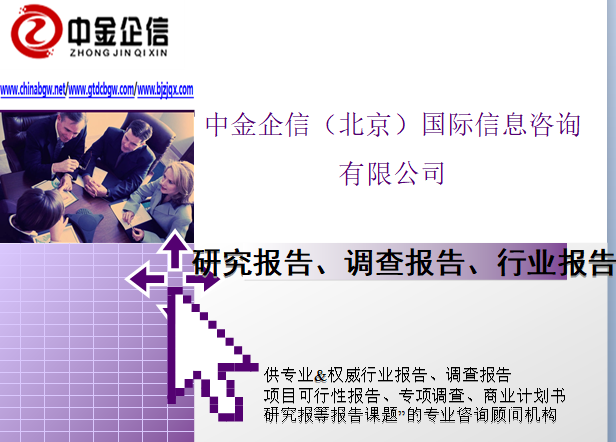 中金企信
ZHONG JIN QI XIN
www.chinabgw.net/www.gtdcbgw.com/www.bjzjqx.com
中金企信（北京）国际信息咨询
有限公司
研究报告、调查报告、行业报告
供专业&权威行业报告、调查报告
项目可行性报告、专项调查、商业计划书
研究报等报告课题”的专业咨询顾问机构